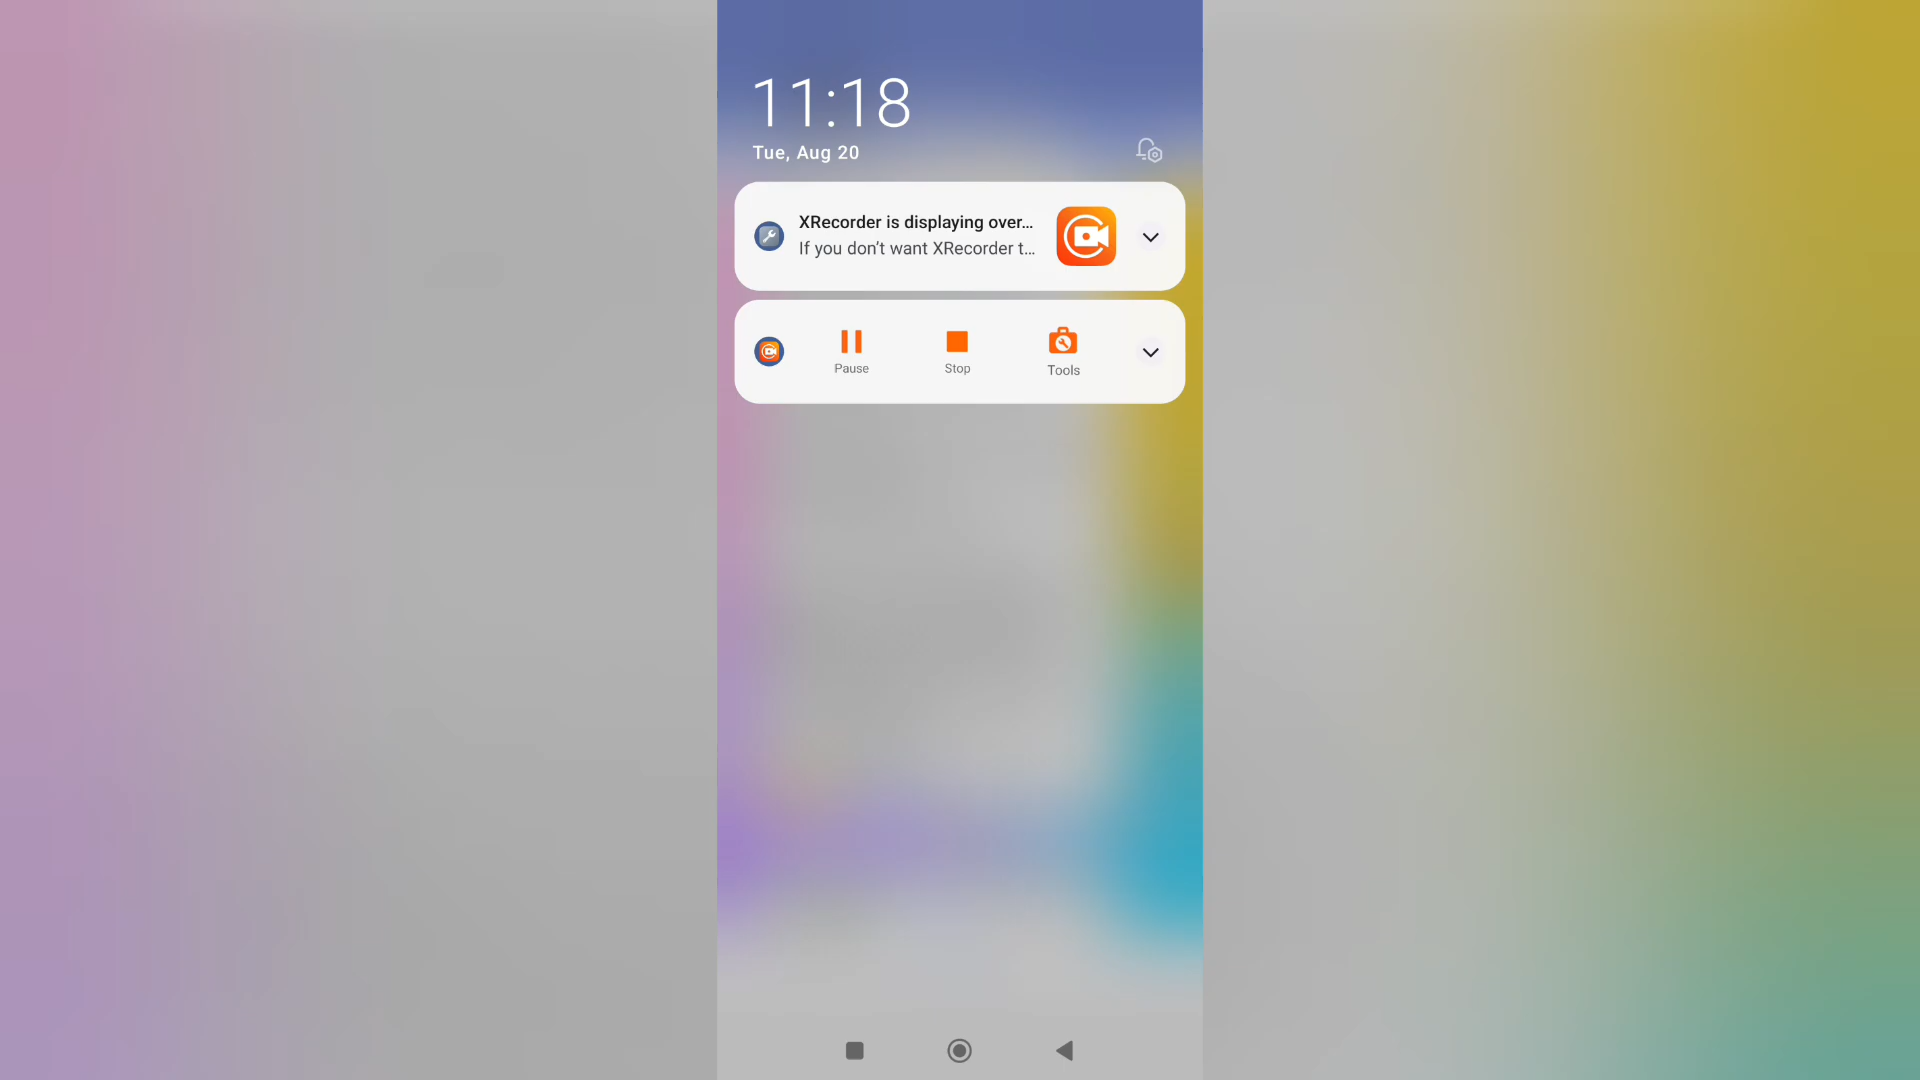 11:18
Tue, Aug 20
XRecorder is displaying over...
If you don't want XRecorder t...
Pause
Stop
Tools